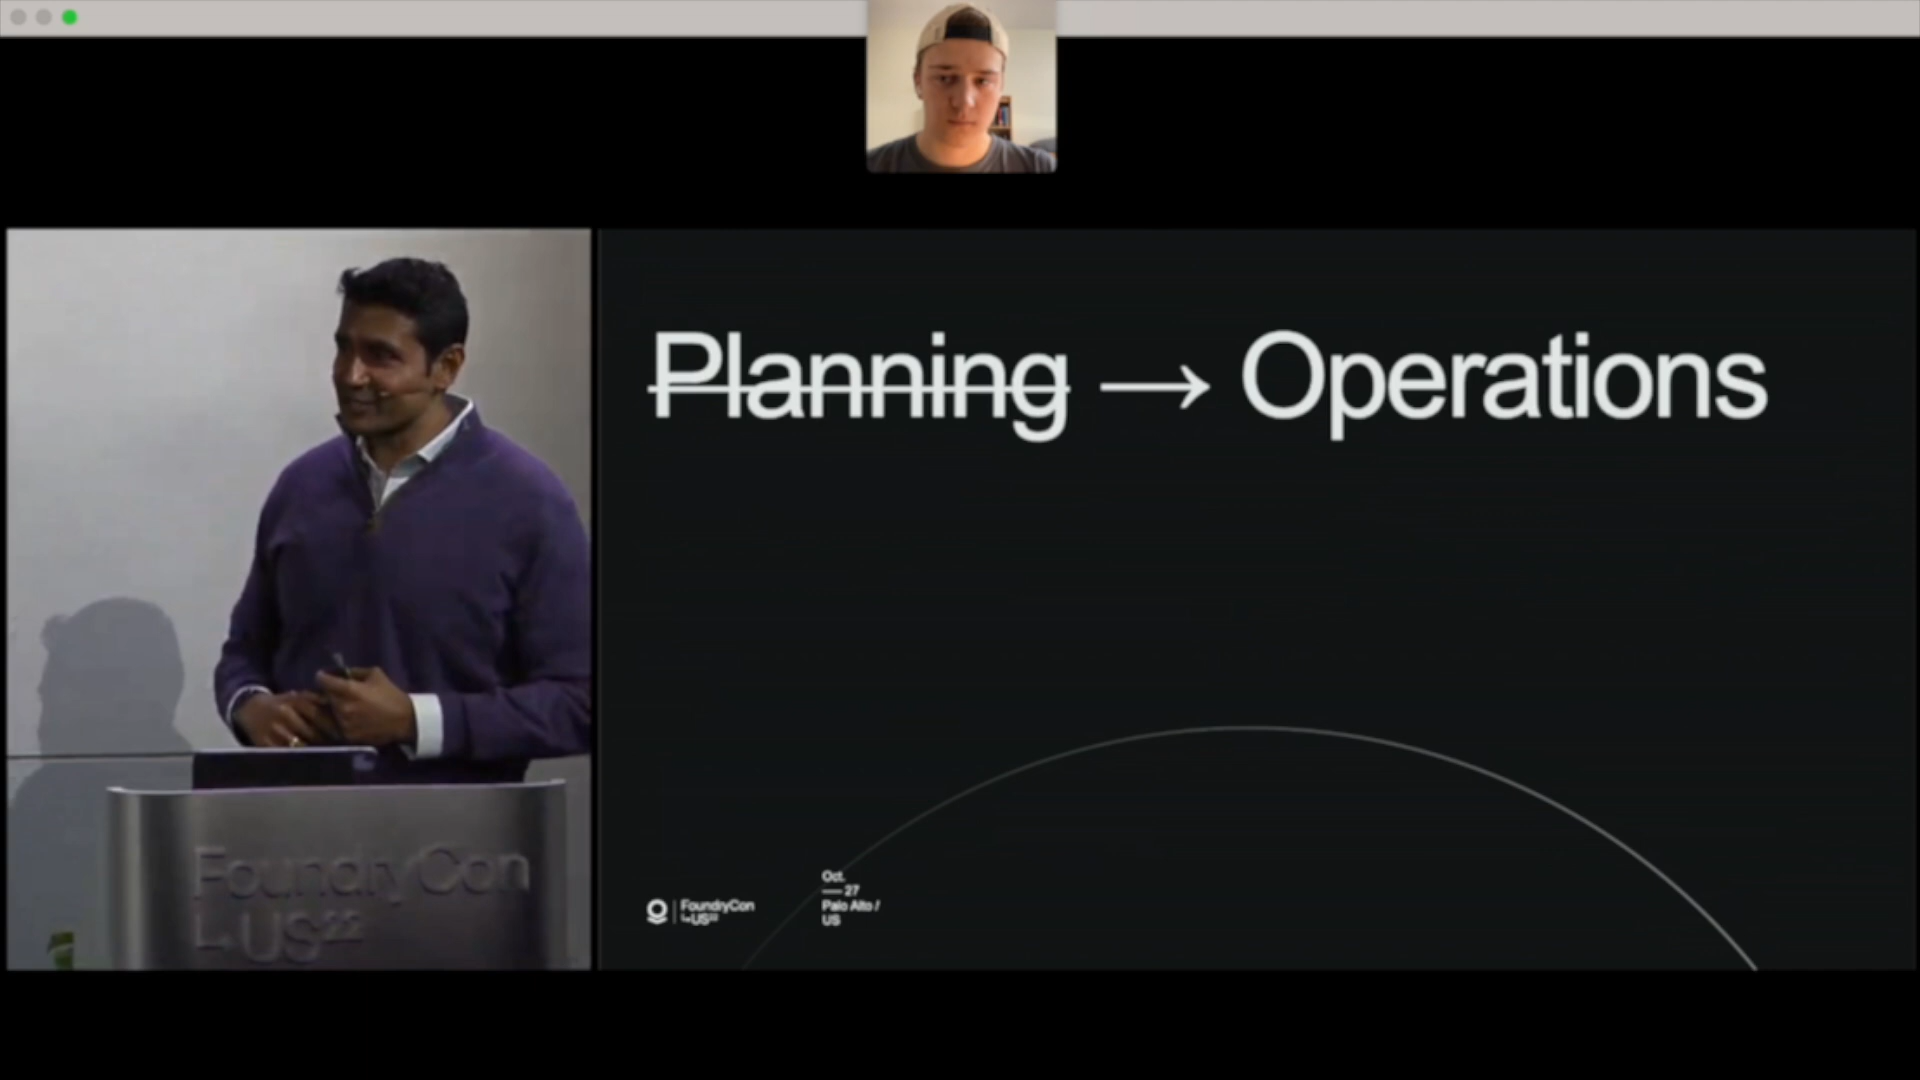 Planning → Operations
FoundryCon
US22
FoundryCon
US22
Oct.
— 27
Palo Alto /
US